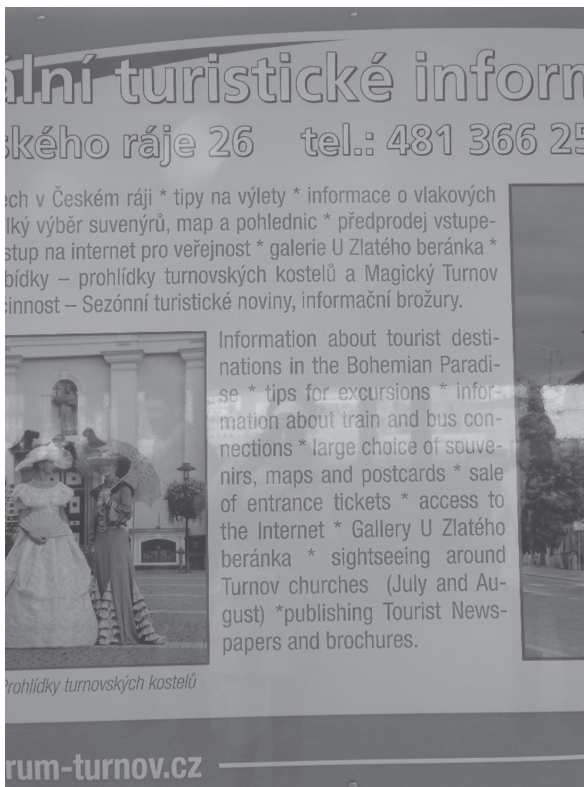 ální turistické inform
ského ráje 26 tel.: 481 366 25
ech v Českém ráji * tipy na výlety * informace o vlakových
elký výběr suvenýrů, map a pohlednic * předprodej vstupe-
stup na internet pro veřejnost * galerie U Zlatého beránka *
bídky – prohlídky turnovských kostelů a Magický Turnov
činnost – Sezónní turistické noviny, informační brožury.
Information about tourist desti-
nations in the Bohemian Paradi-
se * tips for excursions * infor-
mation about train and bus con-
nections * large choice of souve-
nirs, maps and postcards * sale
of entrance tickets * access to
the Internet * Gallery U Zlatého
beránka * sightseeing around
Turnov churches (July and Au-
gust) *publishing Tourist News-
papers and brochures.
Prohlídky turnovských kostelů
rum-turnov.cz